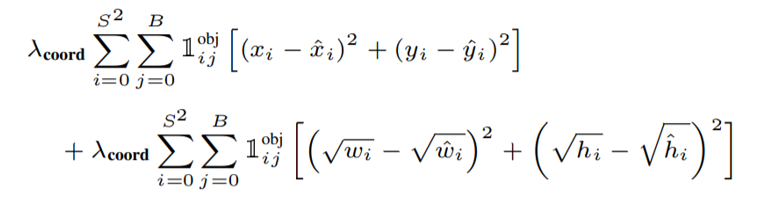 λ_coord ∑_{i=0}^{S^2} ∑_{j=0}^{B} 𝟙_{ij}^{obj} [(x_i − x̂_i)^2 + (y_i − ŷ_i)^2]
+ λ_coord ∑_{i=0}^{S^2} ∑_{j=0}^{B} 𝟙_{ij}^{obj} [(√w_i − √ŵ_i)^2 + (√h_i − √ĥ_i)^2]